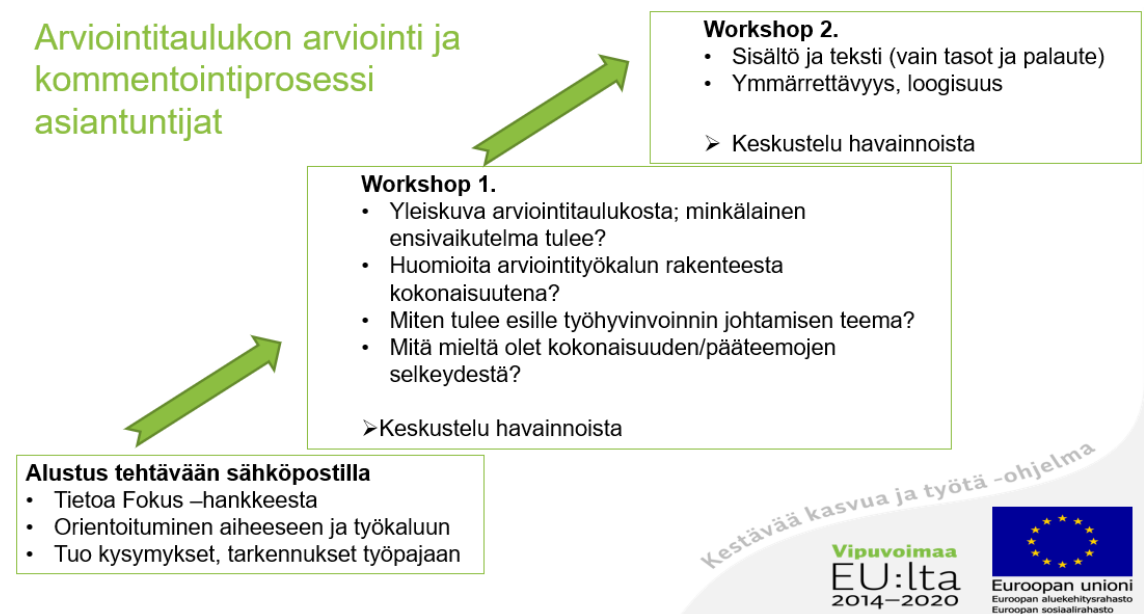 Arviointitaulukon arviointi ja
kommentointiprosessi
asiantuntijat
Workshop 2.
• Sisältö ja teksti (vain tasot ja palaute)
• Ymmärrettävyys, loogisuus
➢ Keskustelu havainnoista
Workshop 1.
• Yleiskuva arviointitaulukosta; minkälainen
ensivaikutelma tulee?
• Huomioita arviointityökalun rakenteesta
kokonaisuutena?
• Miten tulee esille työhyvinvoinnin johtamisen teema?
• Mitä mieltä olet kokonaisuuden/pääteemojen
selkeydestä?
➢Keskustelu havainnoista
Alustus tehtävään sähköpostilla
• Tietoa Fokus –hankkeesta
• Orientoituminen aiheeseen ja työkaluun
• Tuo kysymykset, tarkennukset työpajaan
Kestävää kasvua ja työtä -ohjelma
Vipuvoimaa
EU:lta
2014–2020
Euroopan unioni
Euroopan aluekehitysrahasto
Euroopan sosiaalirahasto